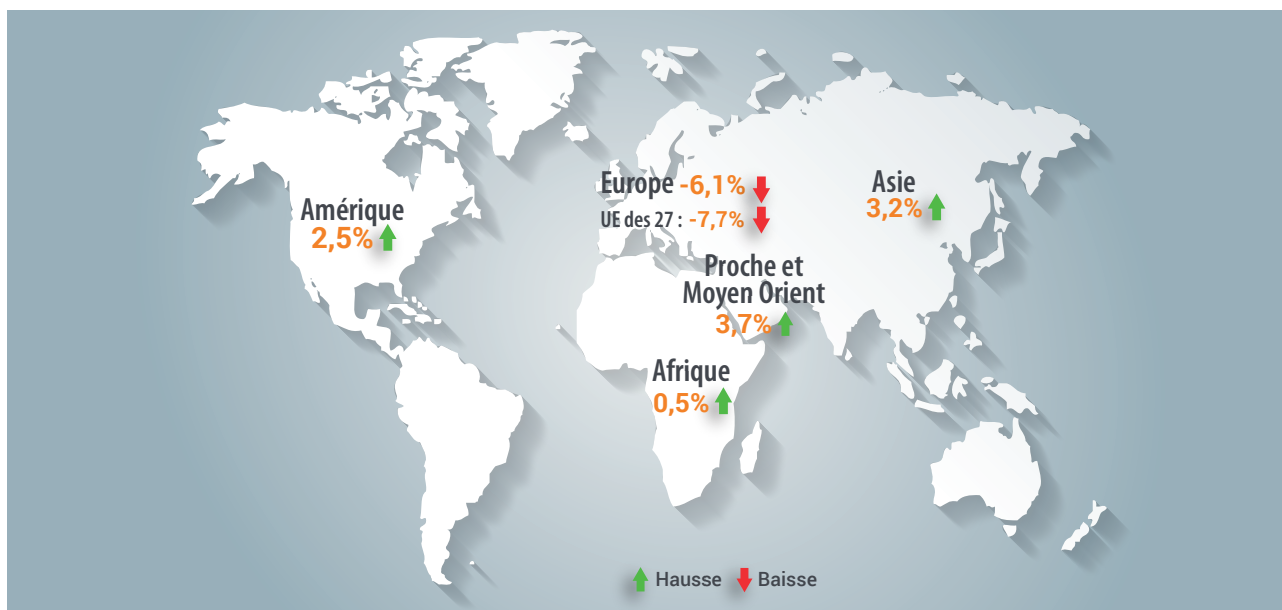 Amérique
2,5%
Europe -6,1%
UE des 27 : -7,7%
Asie
3,2%
Proche et
Moyen Orient
3,7%
Afrique
0,5%
Hausse Baisse